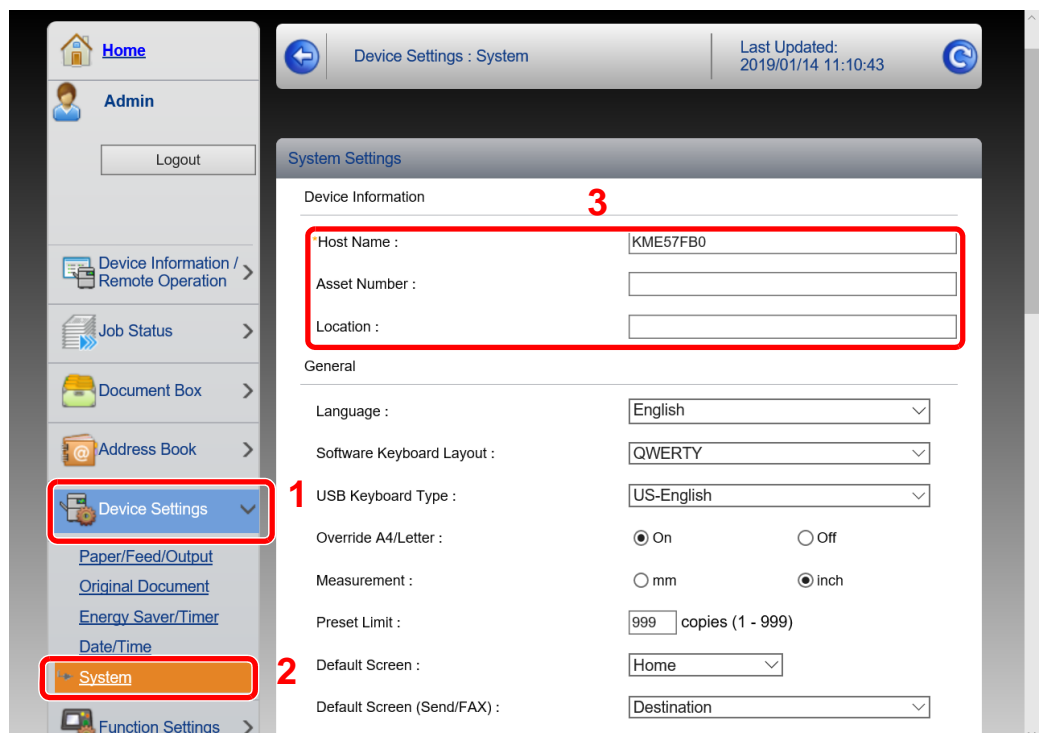 Home
Admin
Logout
Device Information /
Remote Operation
Job Status
Document Box
Address Book
Device Settings
1
Paper/Feed/Output
Original Document
Energy Saver/Timer
Date/Time
System
2
Function Settings
Device Settings : System
Last Updated:
2019/01/14 11:10:43
System Settings
Device Information
3
*Host Name : KME57FB0
Asset Number :
Location :
General
Language : English
Software Keyboard Layout : QWERTY
USB Keyboard Type : US-English
Override A4/Letter : On Off
Measurement : mm inch
Preset Limit : 999 copies (1 - 999)
Default Screen : Home
Default Screen (Send/FAX) : Destination